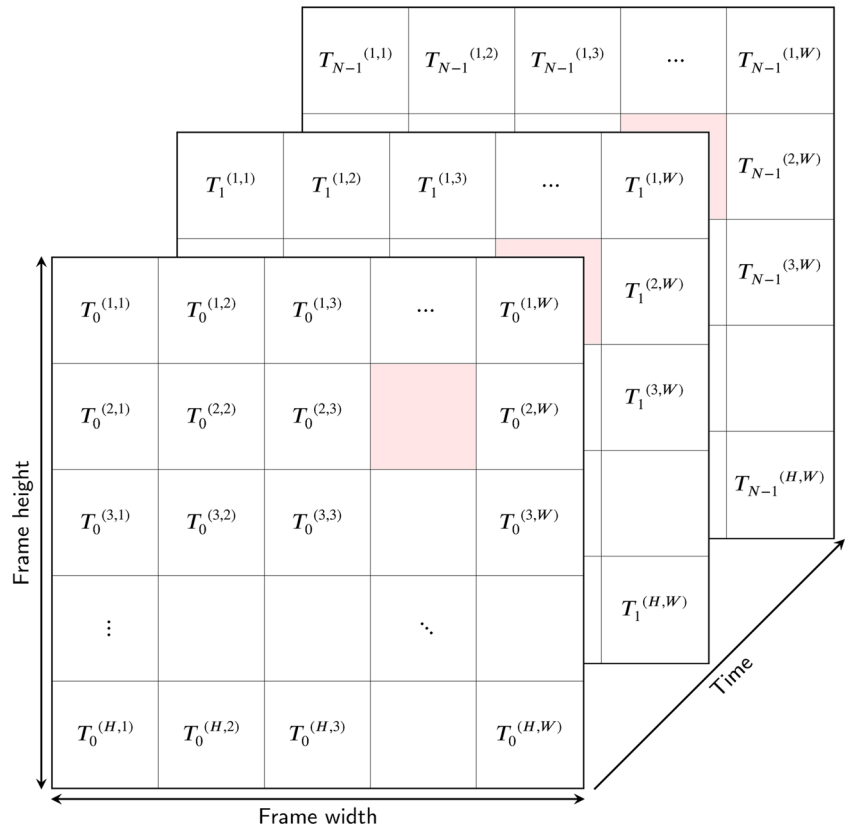 T_{N−1}^{(1,1)} T_{N−1}^{(1,2)} T_{N−1}^{(1,3)} ... T_{N−1}^{(1,W)}
T_{N−1}^{(2,W)}
T_{N−1}^{(3,W)}
T_{N−1}^{(H,W)}
T_1^{(1,1)} T_1^{(1,2)} T_1^{(1,3)} ... T_1^{(1,W)}
T_1^{(2,W)}
T_1^{(3,W)}
T_1^{(H,W)}
T_0^{(1,1)} T_0^{(1,2)} T_0^{(1,3)} ... T_0^{(1,W)}
T_0^{(2,1)} T_0^{(2,2)} T_0^{(2,3)} T_0^{(2,W)}
T_0^{(3,1)} T_0^{(3,2)} T_0^{(3,3)} T_0^{(3,W)}
⋮ ⋱
T_0^{(H,1)} T_0^{(H,2)} T_0^{(H,3)} T_0^{(H,W)}
Frame height
Frame width
Time